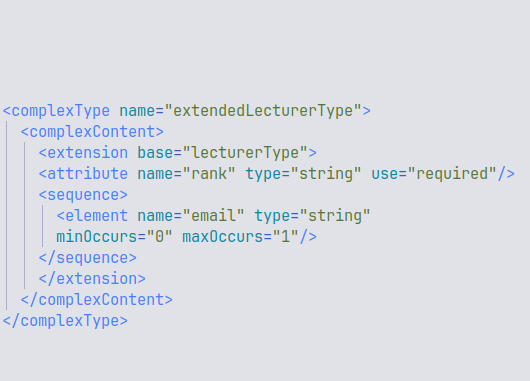 <complexType name="extendedLecturerType">
<complexContent>
<extension base="lecturerType">
<attribute name="rank" type="string" use="required"/>
<sequence>
<element name="email" type="string"
minOccurs="0" maxOccurs="1"/>
</sequence>
</extension>
</complexContent>
</complexType>